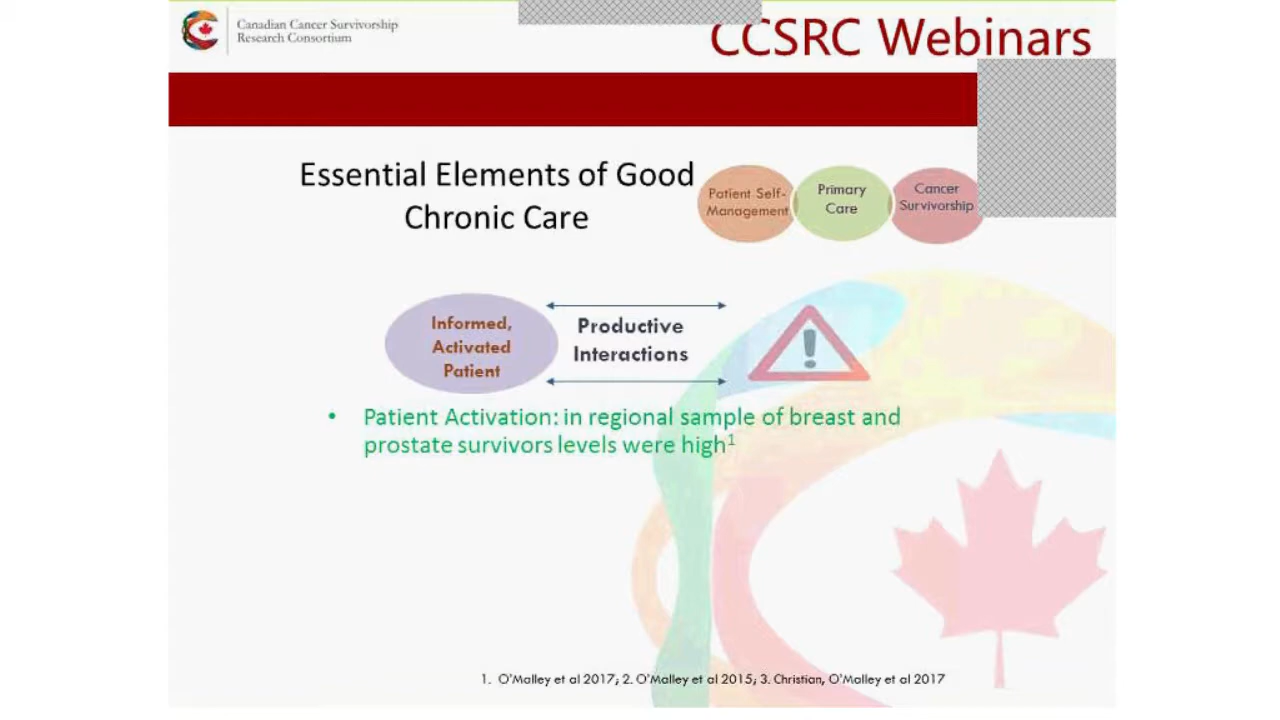 Canadian Cancer Survivorship
Research Consortium
CCSRC Webinars
Essential Elements of Good
Chronic Care
Patient Self-
Management
Primary
Care
Cancer
Survivorship
Informed,
Activated
Patient
Productive
Interactions
!
• Patient Activation: in regional sample of breast and
prostate survivors levels were high¹
1. O'Malley et al 2017; 2. O'Malley et al 2015; 3. Christian, O'Malley et al 2017